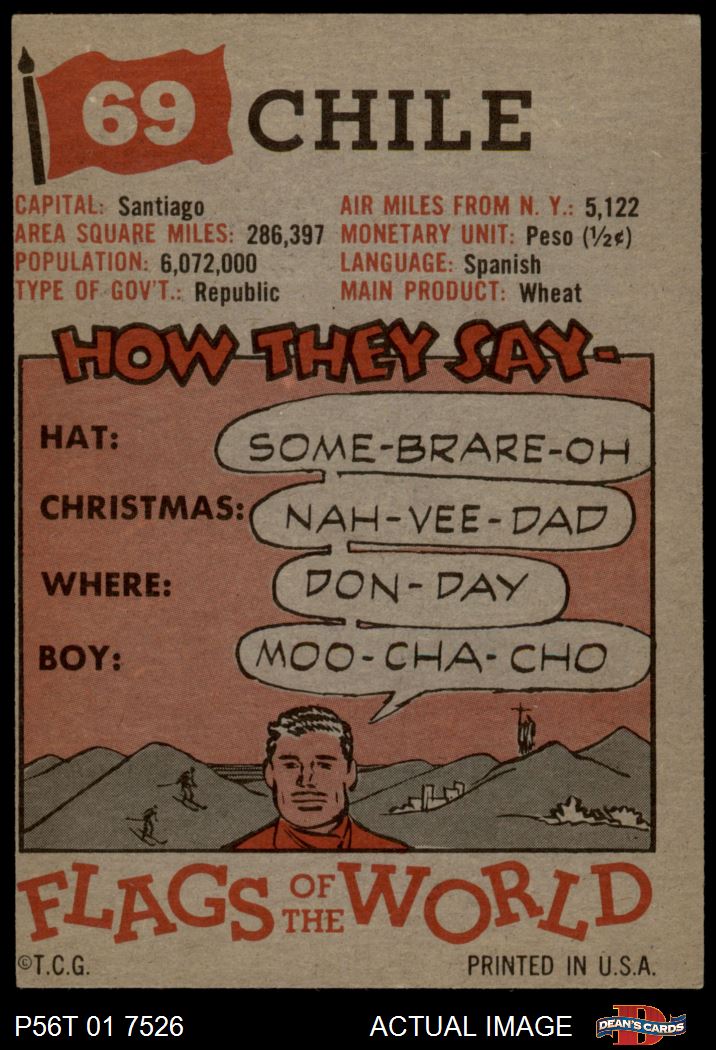 69 CHILE
CAPITAL: Santiago
AREA SQUARE MILES: 286,397
POPULATION: 6,072,000
TYPE OF GOV'T.: Republic
AIR MILES FROM N. Y.: 5,122
MONETARY UNIT: Peso (½¢)
LANGUAGE: Spanish
MAIN PRODUCT: Wheat
HOW THEY SAY-
HAT: SOME-BRARE-OH
CHRISTMAS: NAH-VEE-DAD
WHERE: DON-DAY
BOY: MOO-CHA-CHO
FLAGS OF THE WORLD
©T.C.G. PRINTED IN U.S.A.
P56T 01 7526 ACTUAL IMAGE D DEAN'S CARDS